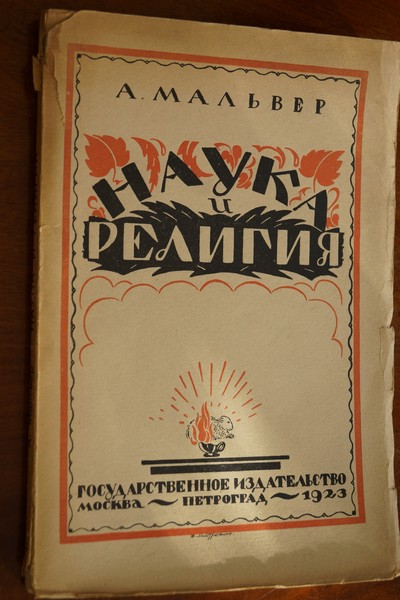 А. МАЛЬВЕР
НАУКА
И
РЕЛИГИЯ
ГОСУДАРСТВЕННОЕ ИЗДАТЕЛЬСТВО
МОСКВА ~ ПЕТРОГРАД ~ 1923